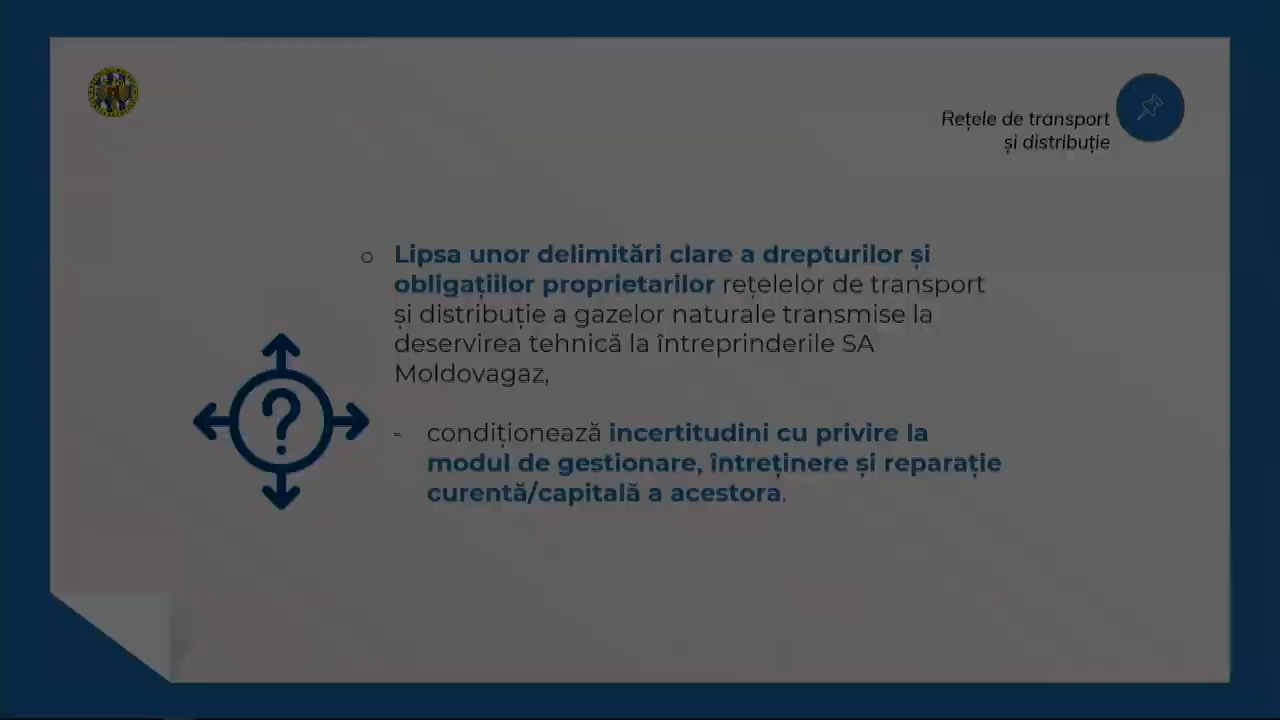 Rețele de transport
și distribuție
o Lipsa unor delimitări clare a drepturilor și
obligațiilor proprietarilor rețelelor de transport
și distribuție a gazelor naturale transmise la
deservirea tehnică la întreprinderile SA
Moldovagaz,
?
- condiționează incertitudini cu privire la
modul de gestionare, întreținere și reparație
curentă/capitală a acestora.